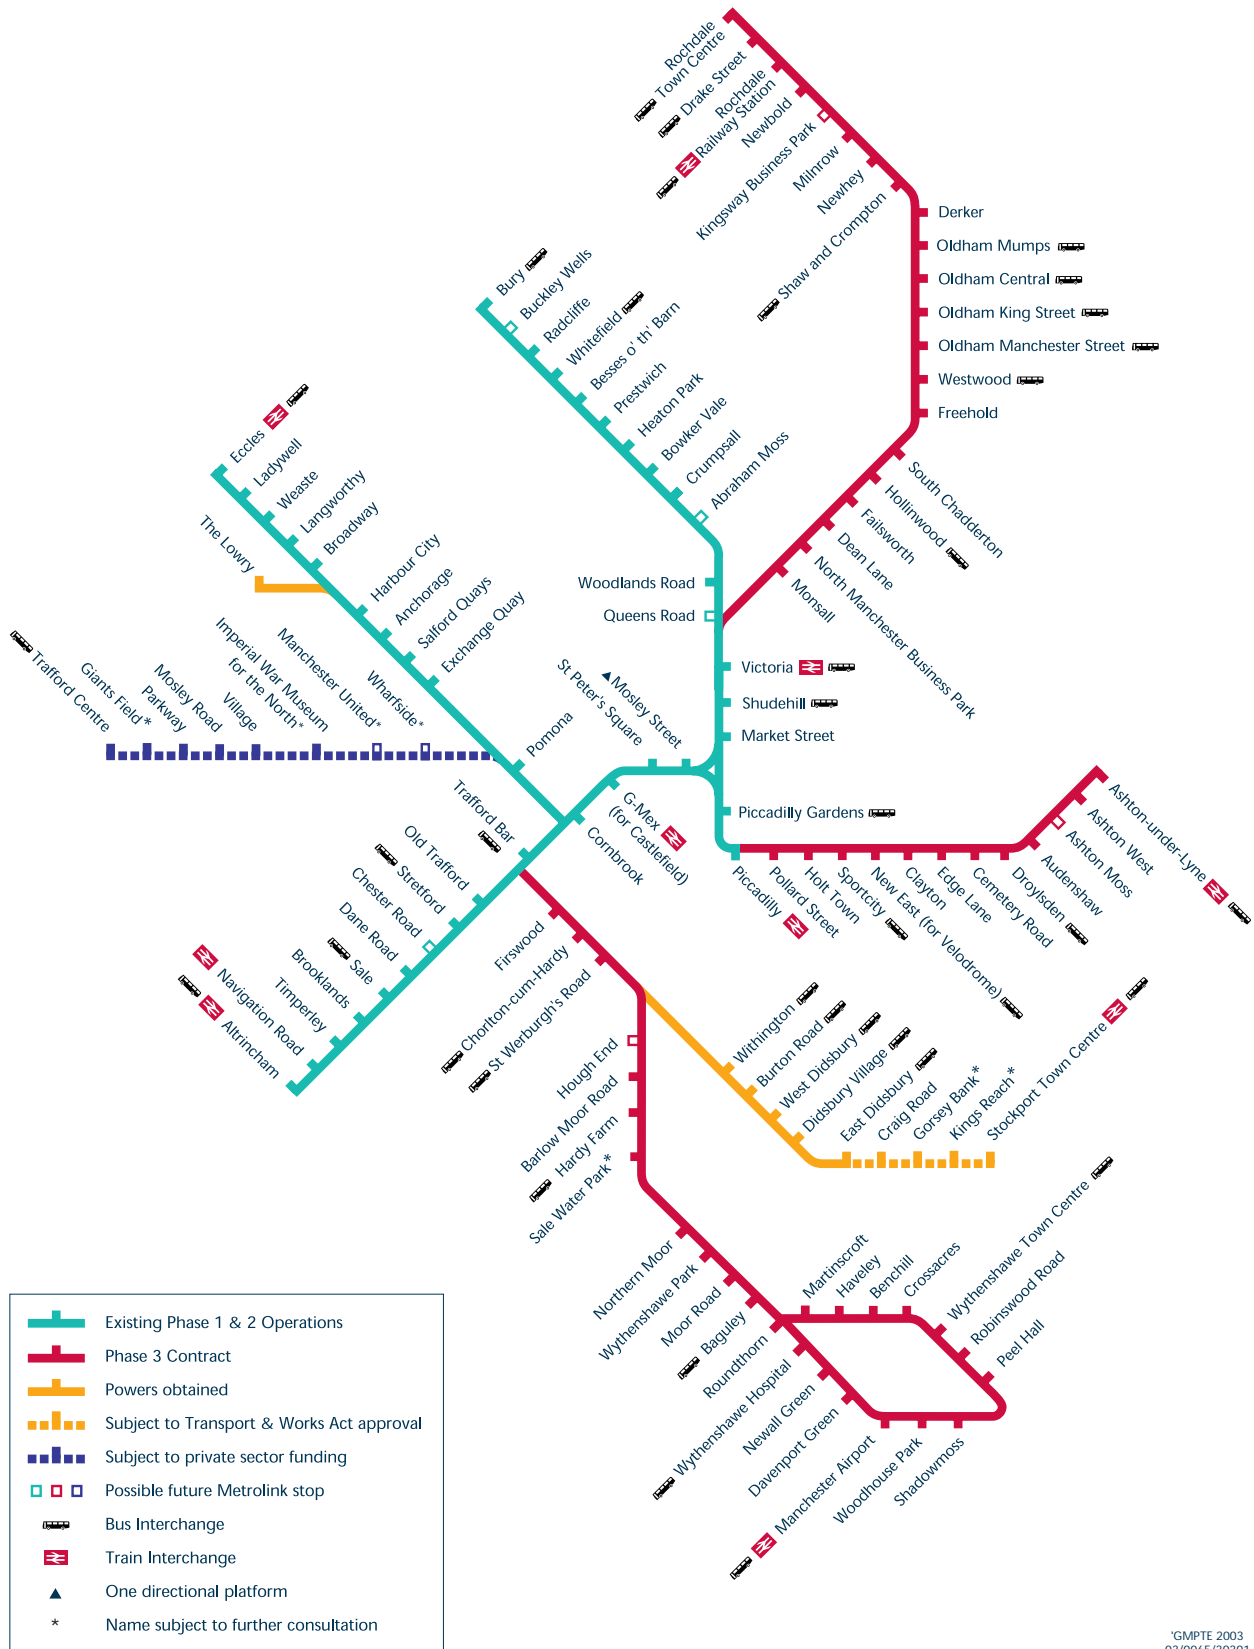 Rochdale
Town Centre
Drake Street
Rochdale
Railway Station
Newbold
Kingsway Business Park
Milnrow
Newhey
Shaw and Crompton
Derker
Oldham Mumps
Oldham Central
Oldham King Street
Oldham Manchester Street
Westwood
Freehold
South Chadderton
Hollinwood
Failsworth
Dean Lane
North Manchester Business Park
Monsall
Bury
Buckley Wells
Radcliffe
Whitefield
Besses o' th' Barn
Prestwich
Heaton Park
Bowker Vale
Crumpsall
Abraham Moss
Woodlands Road
Queens Road
Victoria
Shudehill
Market Street
Piccadilly Gardens
Eccles
Ladywell
Weaste
Langworthy
Broadway
The Lowry
Harbour City
Anchorage
Salford Quays
Exchange Quay
Pomona
Trafford Centre
Giants Field*
Mosley Road
Parkway
Village
Imperial War Museum
for the North*
Manchester United*
Wharfside*
▲Mosley Street
St Peter's Square
G-Mex
(for Castlefield)
Cornbrook
Trafford Bar
Old Trafford
Stretford
Chester Road
Dane Road
Sale
Brooklands
Timperley
Navigation Road
Altrincham
Piccadilly
Pollard Street
Holt Town
Sportcity
New East (for Velodrome)
Clayton
Edge Lane
Cemetery Road
Droylsden
Audenshaw
Ashton Moss
Ashton West
Ashton-under-Lyne
Firswood
Chorlton-cum-Hardy
St Werburgh's Road
Withington
Burton Road
West Didsbury
Didsbury Village
East Didsbury
Craig Road
Gorsey Bank*
Kings Reach*
Stockport Town Centre
Hough End
Barlow Moor Road
Hardy Farm
Sale Water Park*
Northern Moor
Wythenshawe Park
Moor Road
Baguley
Roundthorn
Martinscroft
Haveley
Benchill
Crossacres
Wythenshawe Town Centre
Robinswood Road
Peel Hall
Wythenshawe Hospital
Newall Green
Davenport Green
Manchester Airport
Woodhouse Park
Shadowmoss
Existing Phase 1 & 2 Operations
Phase 3 Contract
Powers obtained
Subject to Transport & Works Act approval
Subject to private sector funding
Possible future Metrolink stop
Bus Interchange
Train Interchange
▲ One directional platform
* Name subject to further consultation
'GMPTE 2003